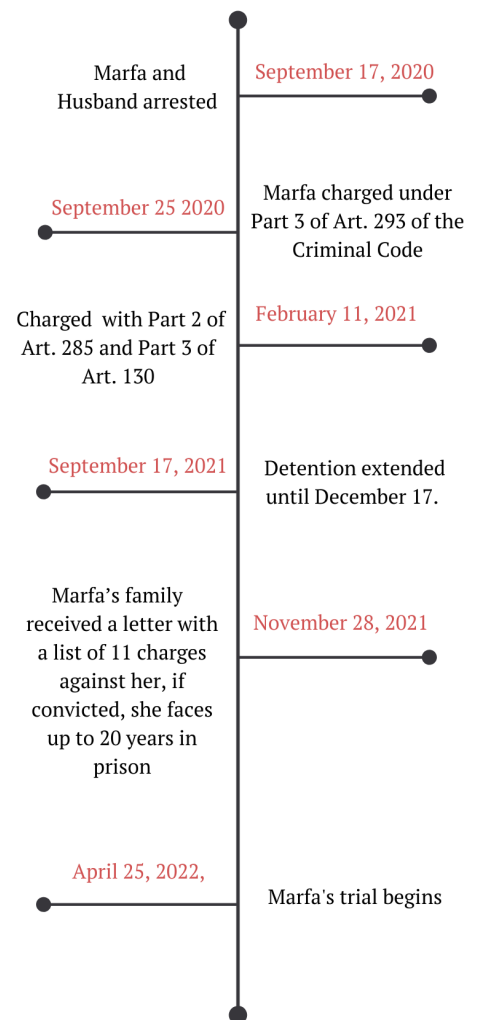 Marfa and
Husband arrested
September 17, 2020
September 25 2020
Marfa charged under
Part 3 of Art. 293 of the
Criminal Code
Charged  with Part 2 of
Art. 285 and Part 3 of
Art. 130
February 11, 2021
September 17, 2021
Detention extended
until December 17.
Marfa’s family
received a letter with
a list of 11 charges
against her, if
convicted, she faces
up to 20 years in
prison
November 28, 2021
April 25, 2022,
Marfa's trial begins